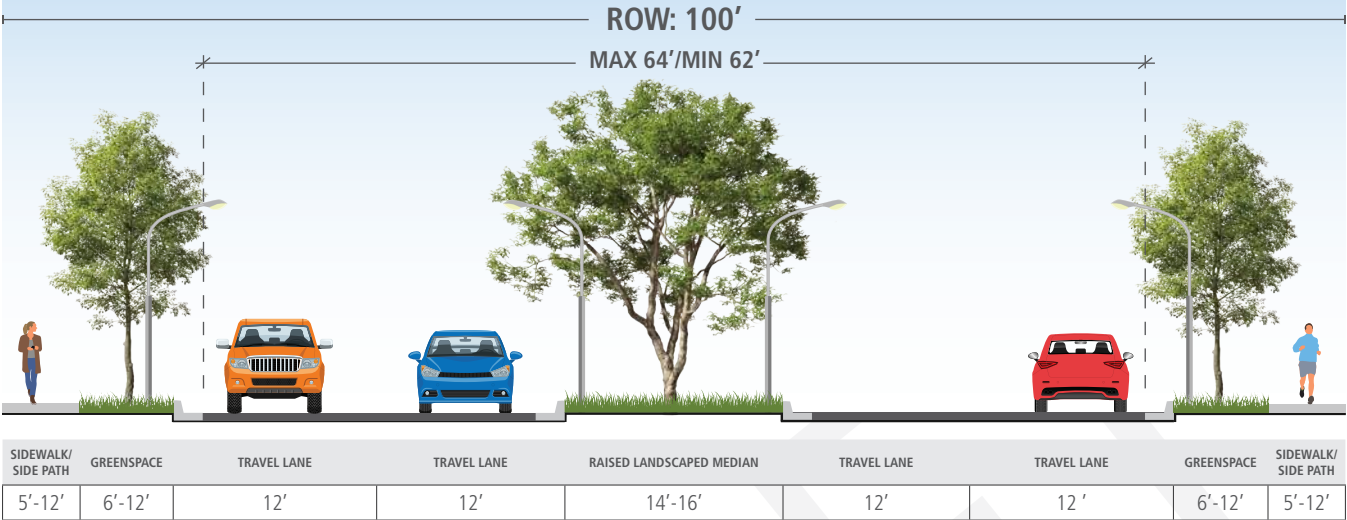 ROW: 100'
MAX 64'/MIN 62'
SIDEWALK/
SIDE PATH
GREENSPACE
TRAVEL LANE
TRAVEL LANE
RAISED LANDSCAPED MEDIAN
TRAVEL LANE
TRAVEL LANE
GREENSPACE
SIDEWALK/
SIDE PATH
5'-12'
6'-12'
12'
12'
14'-16'
12'
12 '
6'-12'
5'-12'